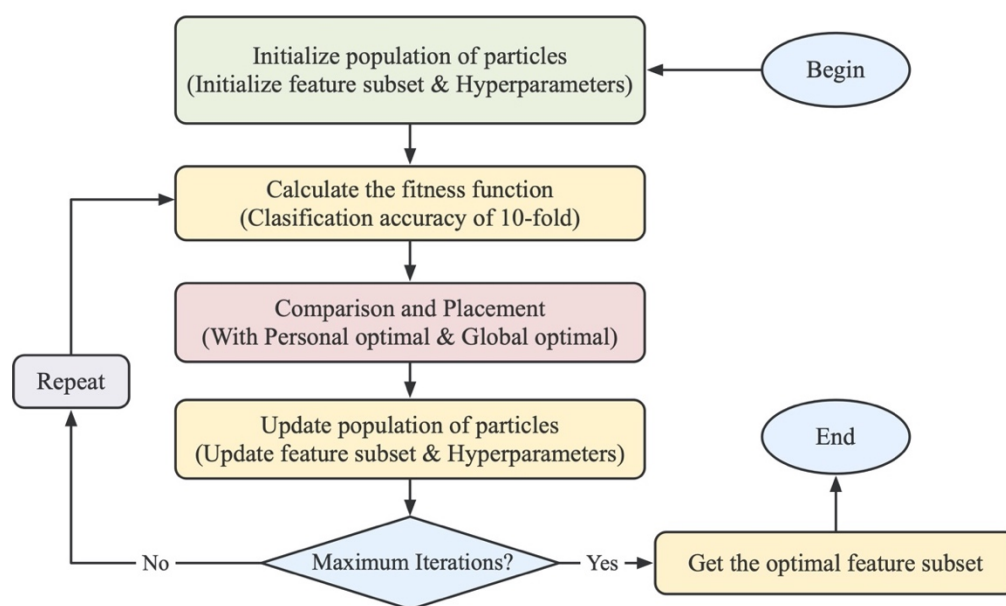 Initialize population of particles
(Initialize feature subset & Hyperparameters)
Begin
Calculate the fitness function
(Clasification accuracy of 10-fold)
Comparison and Placement
(With Personal optimal & Global optimal)
Repeat
Update population of particles
(Update feature subset & Hyperparameters)
End
No
Maximum Iterations?
Yes
Get the optimal feature subset